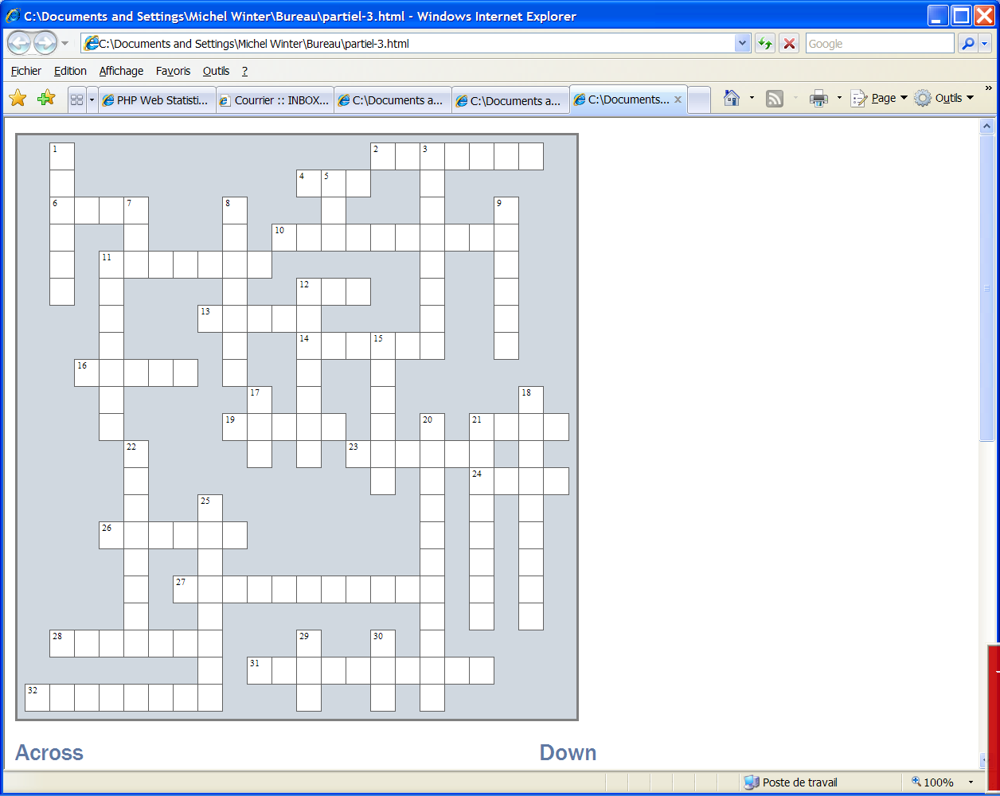 C:\Documents and Settings\Michel Winter\Bureau\partiel-3.html - Windows Internet Explorer
C:\Documents and Settings\Michel Winter\Bureau\partiel-3.html
Google
Fichier Edition Affichage Favoris Outils ?
PHP Web Statisti... Courrier :: INBOX... C:\Documents a... C:\Documents a... C:\Documents... Page Outils »
1 2 3
4 5
6 7 8 9
10
11
12
13
14 15
16
17 18
19 20 21
22 23
24
25
26
27
28 29 30
31
32
Across Down
Poste de travail 100%